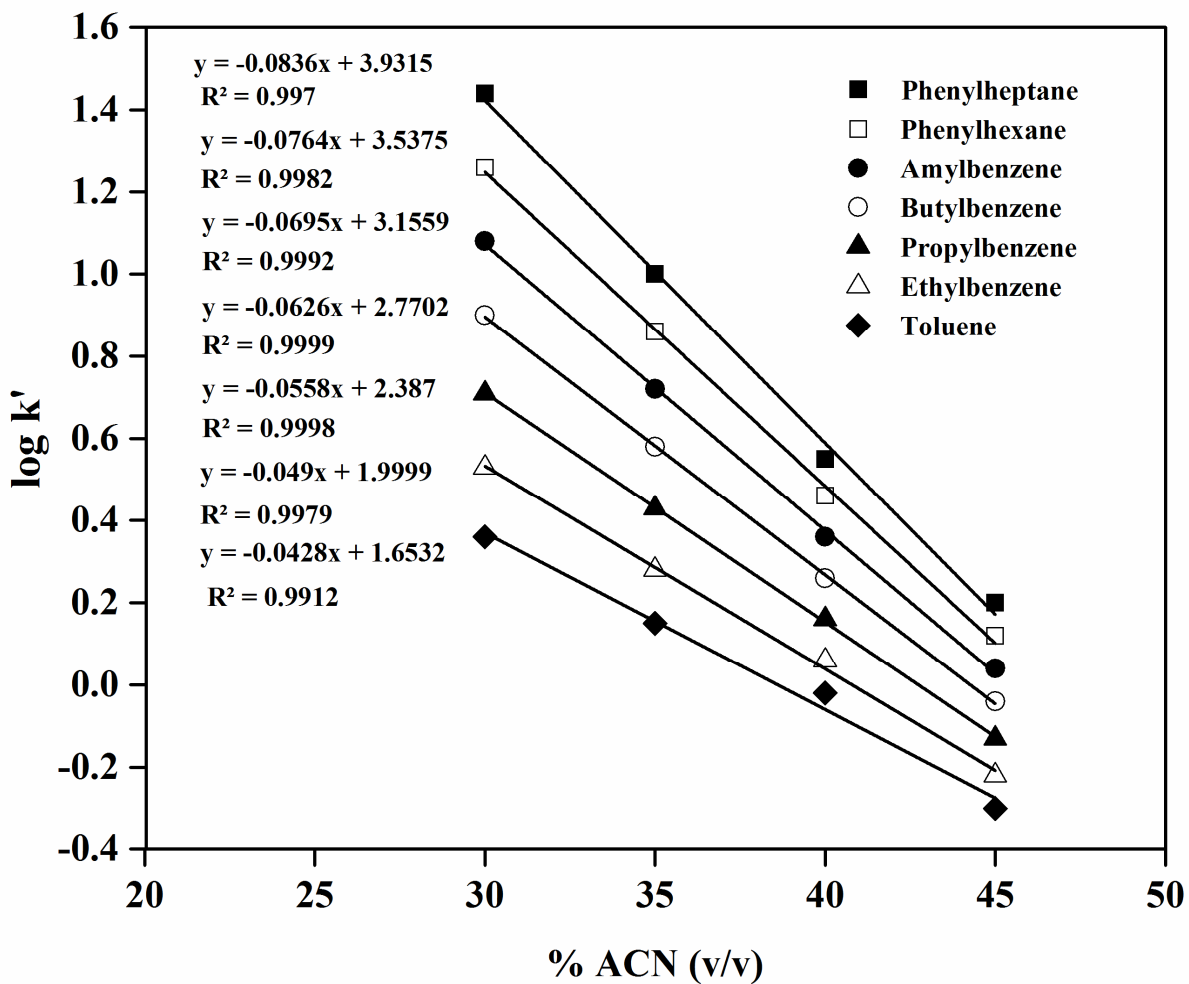 1.6
1.4
1.2
1.0
0.8
0.6
0.4
0.2
0.0
-0.2
-0.4
log k'
y = -0.0836x + 3.9315
R² = 0.997
y = -0.0764x + 3.5375
R² = 0.9982
y = -0.0695x + 3.1559
R² = 0.9992
y = -0.0626x + 2.7702
R² = 0.9999
y = -0.0558x + 2.387
R² = 0.9998
y = -0.049x + 1.9999
R² = 0.9979
y = -0.0428x + 1.6532
R² = 0.9912
Phenylheptane
Phenylhexane
Amylbenzene
Butylbenzene
Propylbenzene
Ethylbenzene
Toluene
20 25 30 35 40 45 50
% ACN (v/v)